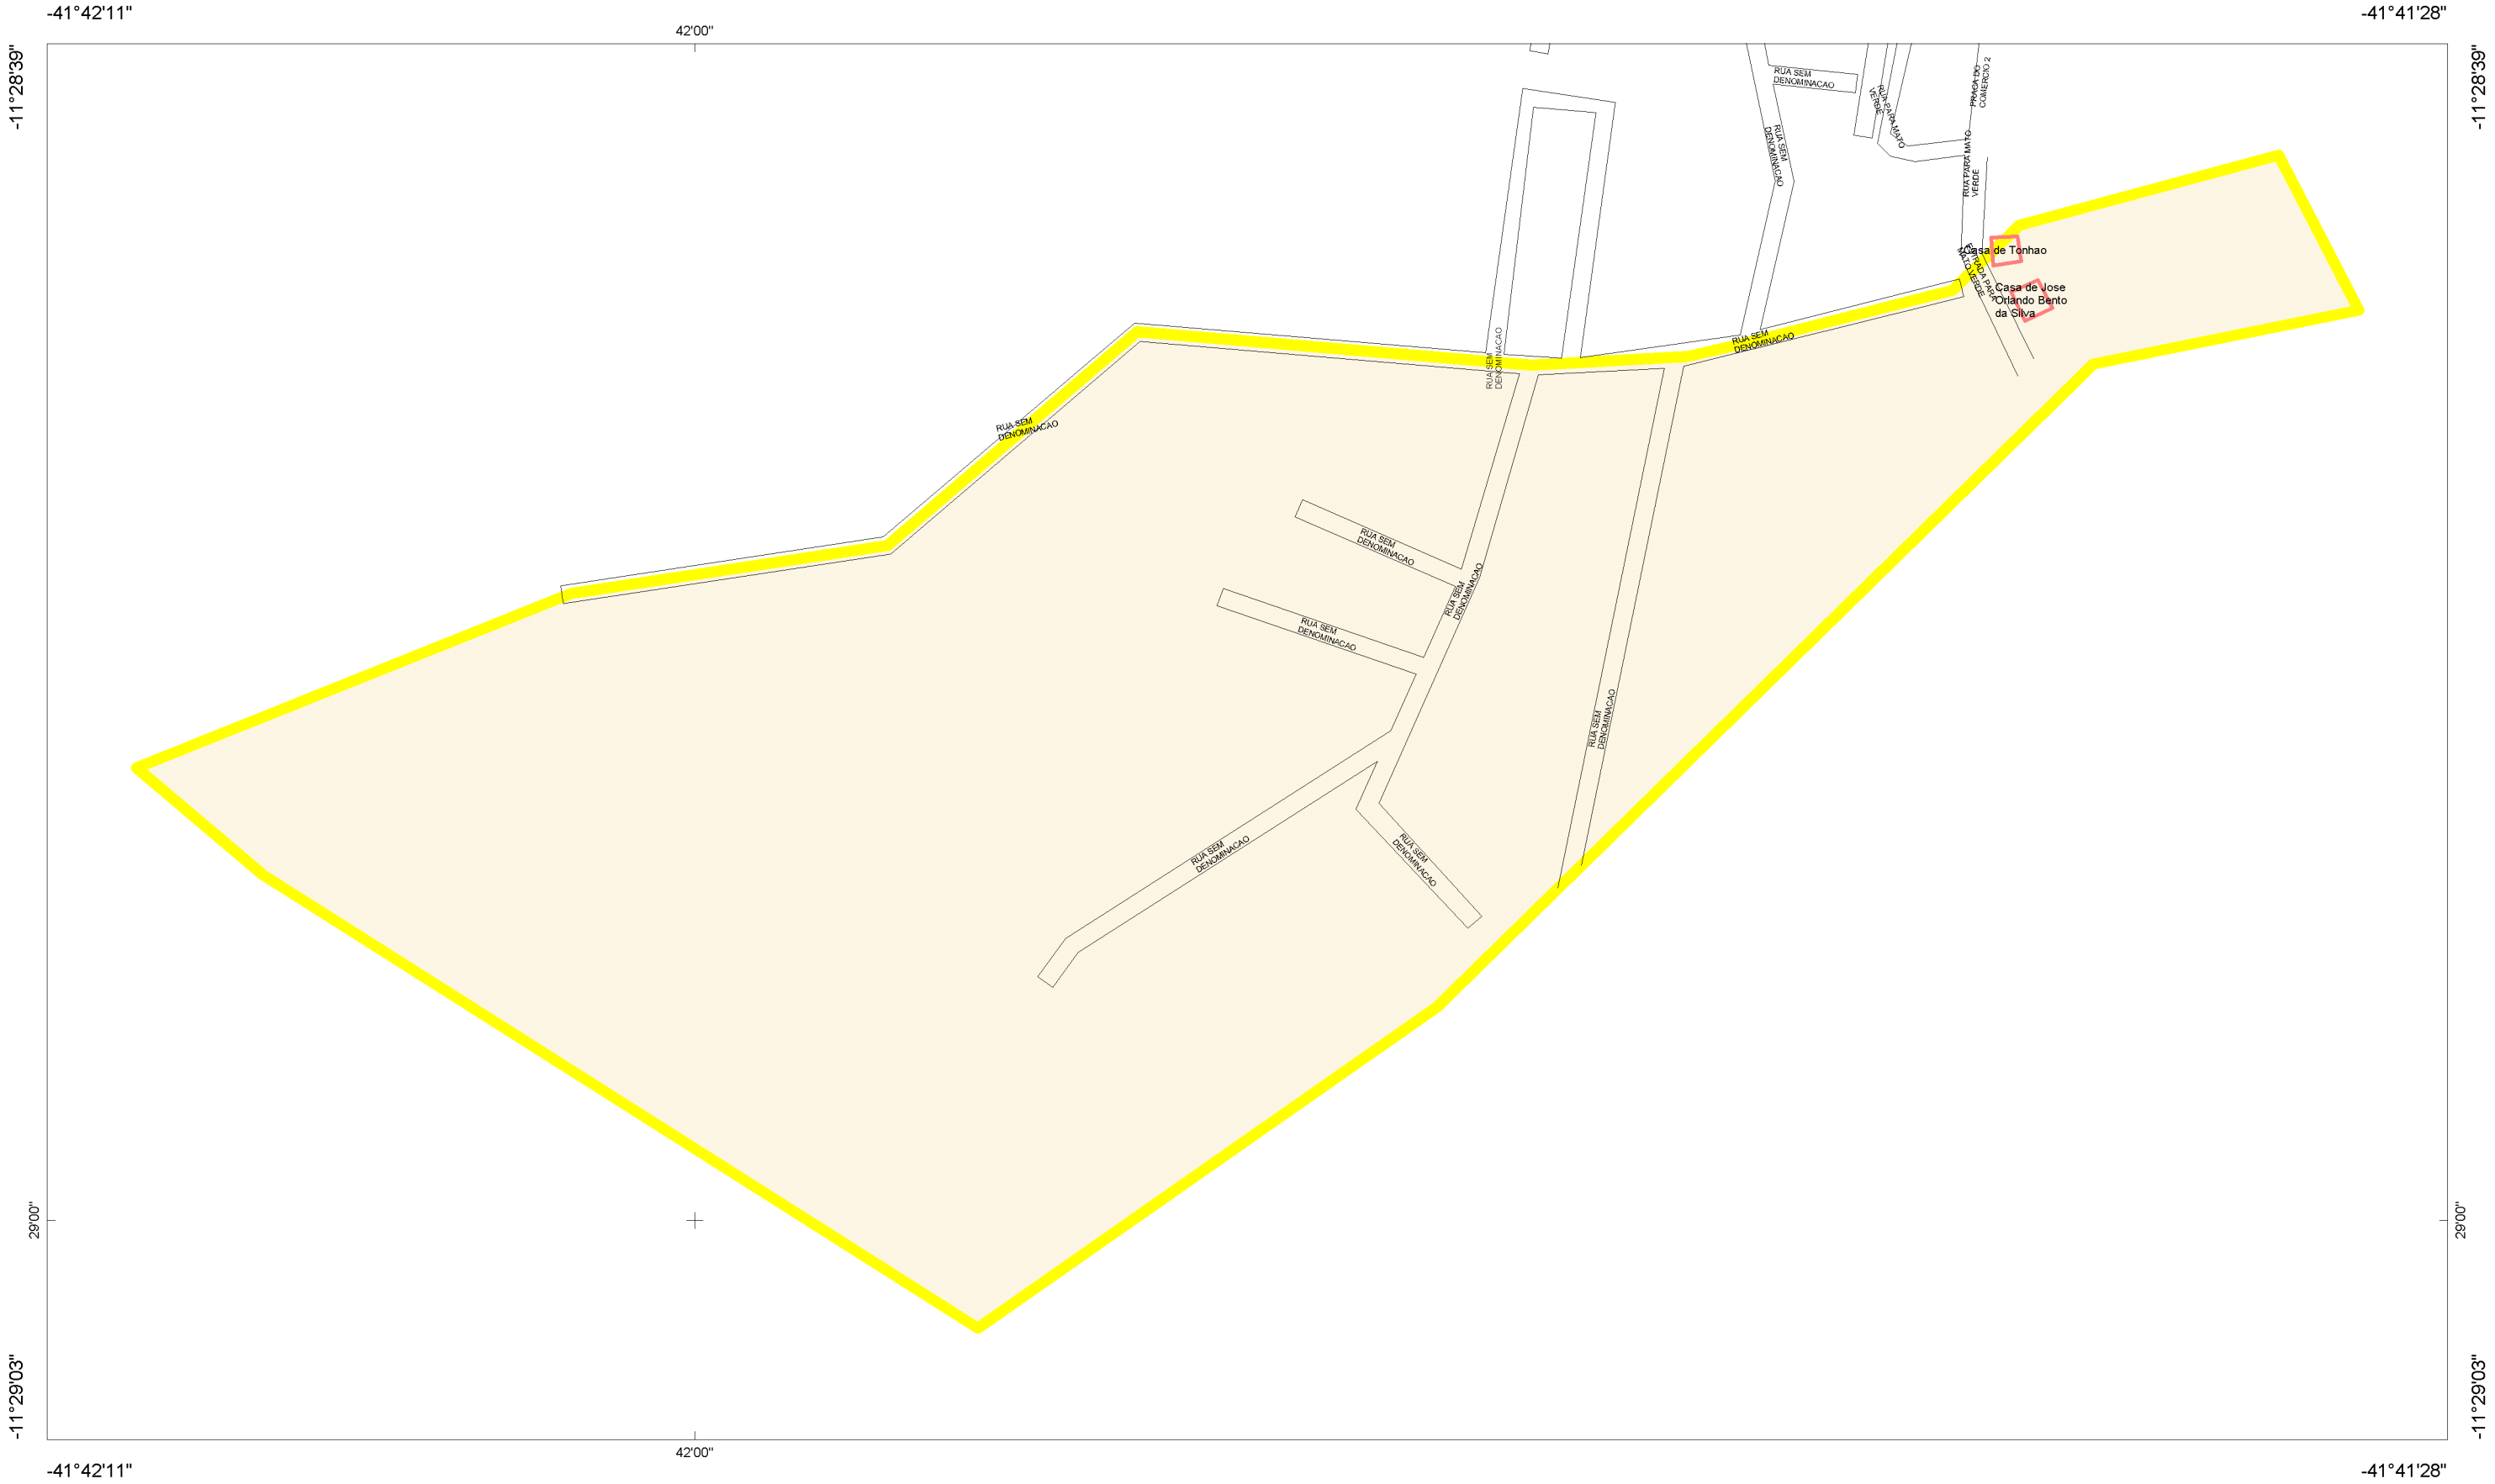 -41°42'11"
-41°41'28"
42'00"
-11°28'39"
-11°28'39"
RUA SEM
DENOMINACAO
PRACA DO
COMERCIO 2
RUA PARA MATO
VERDE
RUA SEM
DENOMINACAO
RUA PARA MATO
VERDE
Casa de Tonhao
ESTRADA PARA
MATO VERDE
Casa de Jose
Orlando Bento
da Silva
RUA SEM
DENOMINACAO
RUA SEM
DENOMINACAO
RUA SEM
DENOMINACAO
RUA SEM
DENOMINACAO
RUA SEM
DENOMINACAO
RUA SEM
DENOMINACAO
RUA SEM
DENOMINACAO
RUA SEM
DENOMINACAO
RUA SEM
DENOMINACAO
29'00"
29'00"
-11°29'03"
-11°29'03"
42'00"
-41°42'11"
-41°41'28"